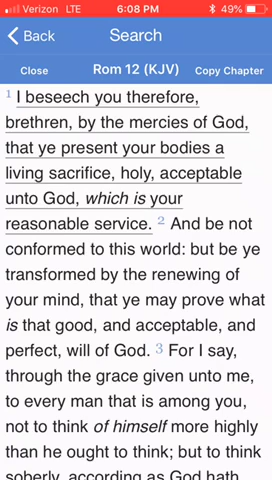 Verizon LTE 6:08 PM 49%
Back Search
Close Rom 12 (KJV) Copy Chapter
1 I beseech you therefore,
brethren, by the mercies of God,
that ye present your bodies a
living sacrifice, holy, acceptable
unto God, which is your
reasonable service. 2 And be not
conformed to this world: but be ye
transformed by the renewing of
your mind, that ye may prove what
is that good, and acceptable, and
perfect, will of God. 3 For I say,
through the grace given unto me,
to every man that is among you,
not to think of himself more highly
than he ought to think; but to think
soberly, according as God hath